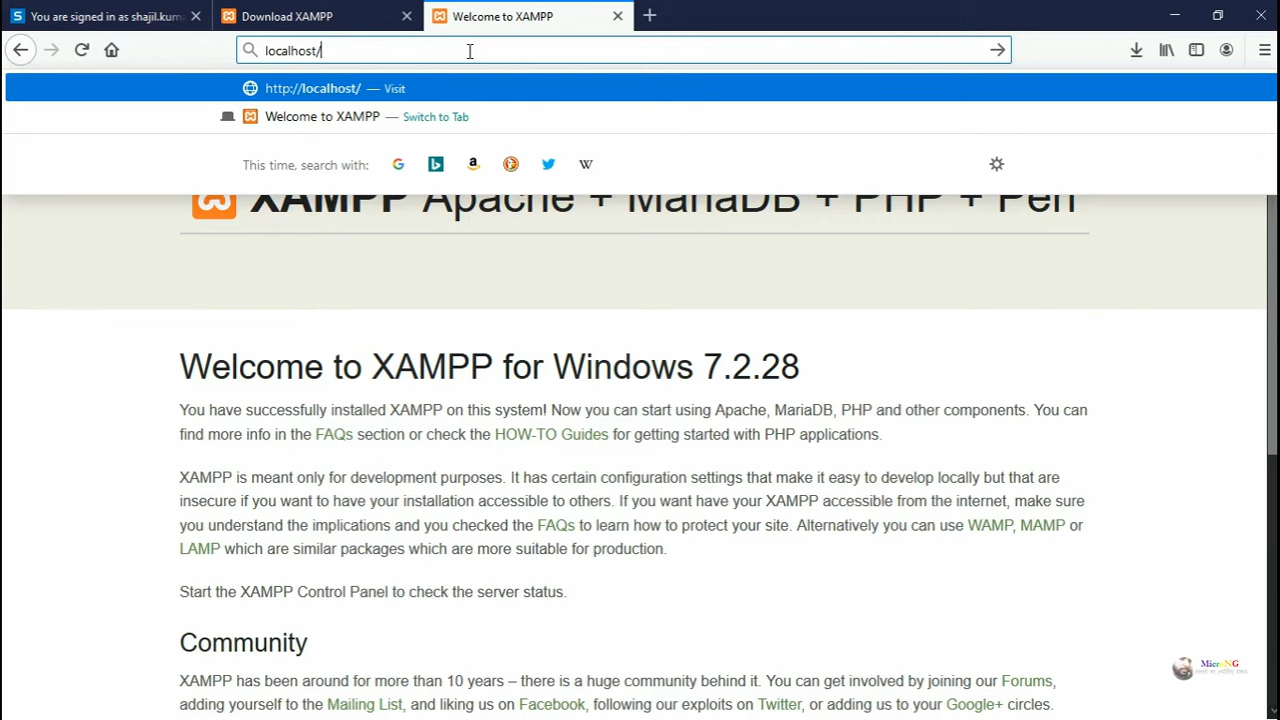 You are signed in as shajil.kum
Download XAMPP
Welcome to XAMPP
localhost/
http://localhost/ — Visit
Welcome to XAMPP — Switch to Tab
This time, search with:
XAMPP Apache + MariaDB + PHP + Perl
Welcome to XAMPP for Windows 7.2.28
You have successfully installed XAMPP on this system! Now you can start using Apache, MariaDB, PHP and other components. You can
find more info in the FAQs section or check the HOW-TO Guides for getting started with PHP applications.
XAMPP is meant only for development purposes. It has certain configuration settings that make it easy to develop locally but that are
insecure if you want to have your installation accessible to others. If you want have your XAMPP accessible from the internet, make sure
you understand the implications and you checked the FAQs to learn how to protect your site. Alternatively you can use WAMP, MAMP or
LAMP which are similar packages which are more suitable for production.
Start the XAMPP Control Panel to check the server status.
Community
XAMPP has been around for more than 10 years – there is a huge community behind it. You can get involved by joining our Forums,
adding yourself to the Mailing List, and liking us on Facebook, following our exploits on Twitter, or adding us to your Google+ circles.
MicroNG